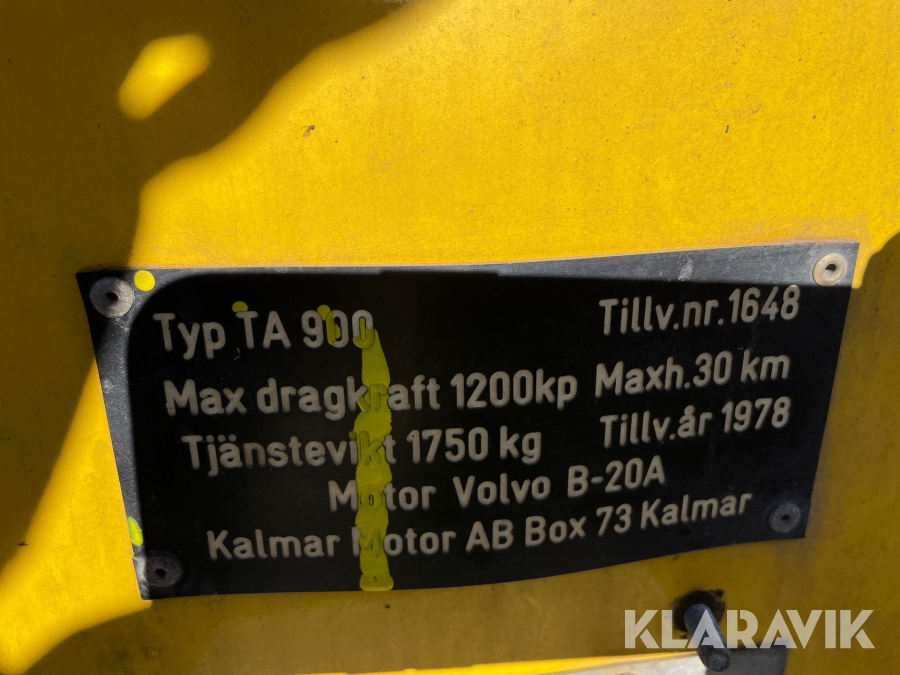 Typ TA 900 Tillv.nr.1648
Max dragkraft 1200kp Maxh.30 km
Tjänstevikt 1750 kg Tillv.år 1978
Motor Volvo B-20A
Kalmar Motor AB Box 73 Kalmar
KLARAVIK